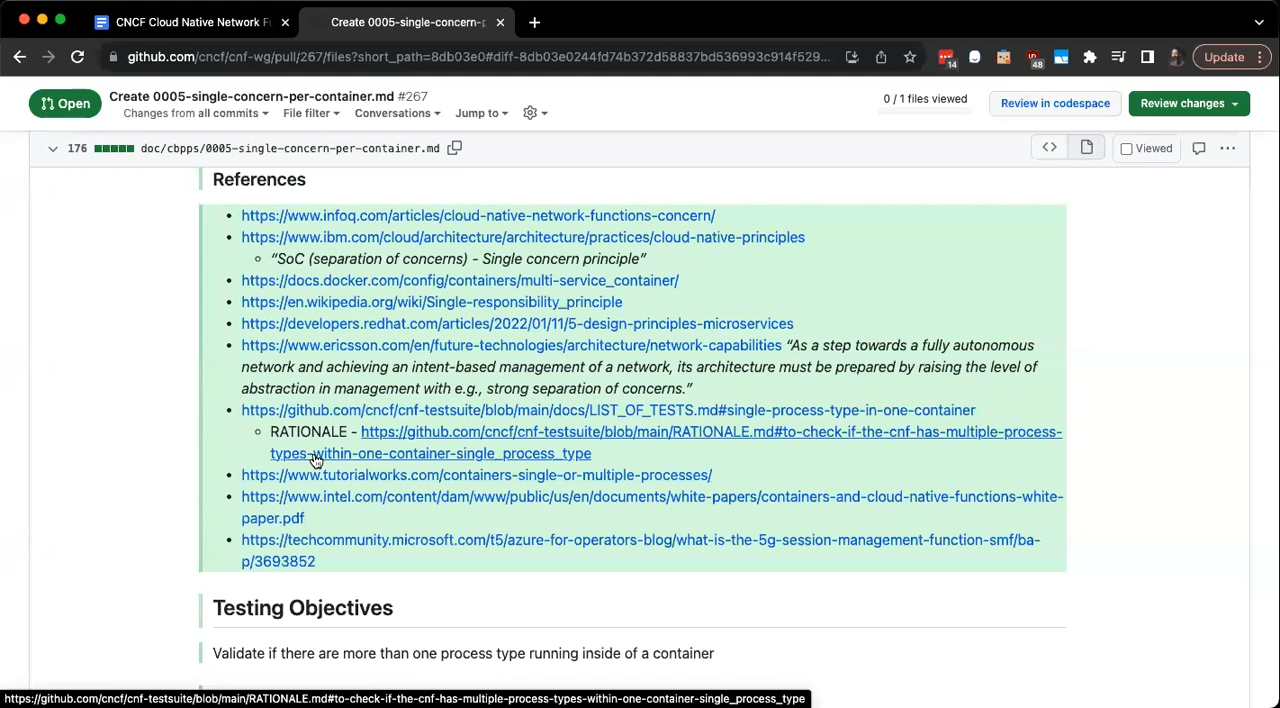 CNCF Cloud Native Network Fu
Create 0005-single-concern-p
github.com/cncf/cnf-wg/pull/267/files?short_path=8db03e0#diff-8db03e0244fd74b372d58837bd536993c914f529...
14
48
Update
Open
Create 0005-single-concern-per-container.md #267
Changes from all commits
File filter
Conversations
Jump to
0 / 1 files viewed
Review in codespace
Review changes
176
doc/cbpps/0005-single-concern-per-container.md
Viewed
References
• https://www.infoq.com/articles/cloud-native-network-functions-concern/
• https://www.ibm.com/cloud/architecture/architecture/practices/cloud-native-principles
“SoC (separation of concerns) - Single concern principle”
• https://docs.docker.com/config/containers/multi-service_container/
• https://en.wikipedia.org/wiki/Single-responsibility_principle
• https://developers.redhat.com/articles/2022/01/11/5-design-principles-microservices
• https://www.ericsson.com/en/future-technologies/architecture/network-capabilities “As a step towards a fully autonomous
network and achieving an intent-based management of a network, its architecture must be prepared by raising the level of
abstraction in management with e.g., strong separation of concerns.”
• https://github.com/cncf/cnf-testsuite/blob/main/docs/LIST_OF_TESTS.md#single-process-type-in-one-container
RATIONALE - https://github.com/cncf/cnf-testsuite/blob/main/RATIONALE.md#to-check-if-the-cnf-has-multiple-process-
types-within-one-container-single_process_type
• https://www.tutorialworks.com/containers-single-or-multiple-processes/
• https://www.intel.com/content/dam/www/public/us/en/documents/white-papers/containers-and-cloud-native-functions-white-
paper.pdf
• https://techcommunity.microsoft.com/t5/azure-for-operators-blog/what-is-the-5g-session-management-function-smf/ba-
p/3693852
Testing Objectives
Validate if there are more than one process type running inside of a container
https://github.com/cncf/cnf-testsuite/blob/main/RATIONALE.md#to-check-if-the-cnf-has-multiple-process-types-within-one-container-single_process_type